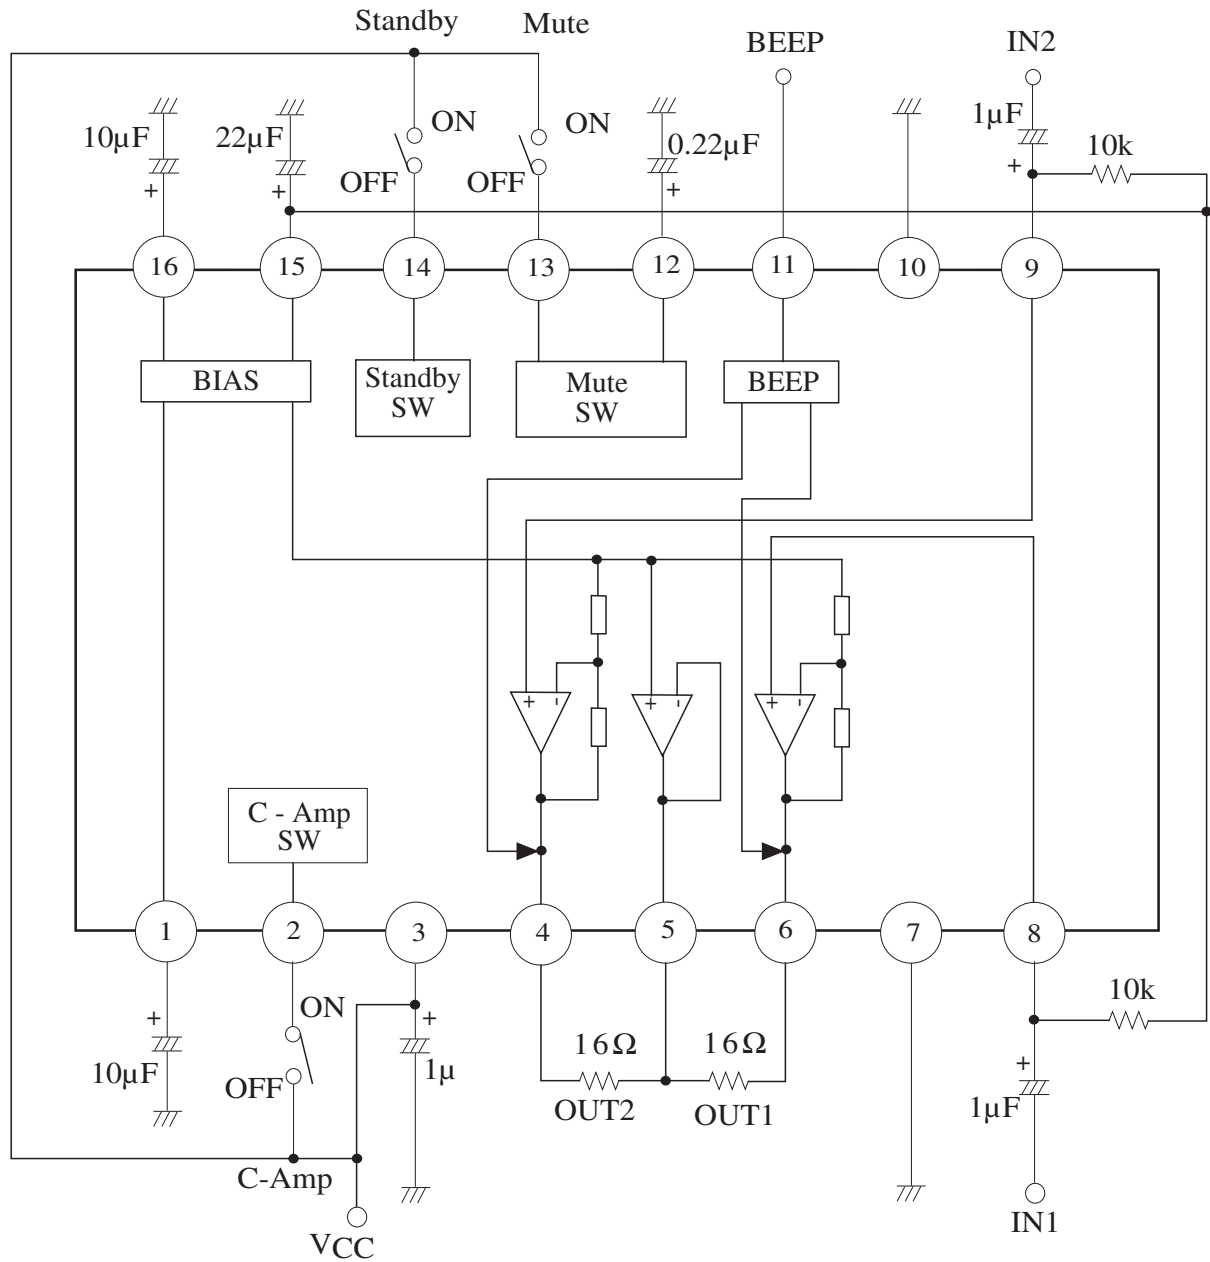 Standby
Mute
BEEP
IN2
10µF
22µF
ON
OFF
ON
OFF
0.22µF
1µF
10k
+
+
+
+
16
15
14
13
12
11
10
9
BIAS
Standby
SW
Mute
SW
BEEP
+ -
+ -
+ -
C - Amp
SW
1
2
3
4
5
6
7
8
+
10µF
ON
OFF
C-Amp
+
1µ
VCC
16Ω
OUT2
16Ω
OUT1
10k
+
1µF
IN1